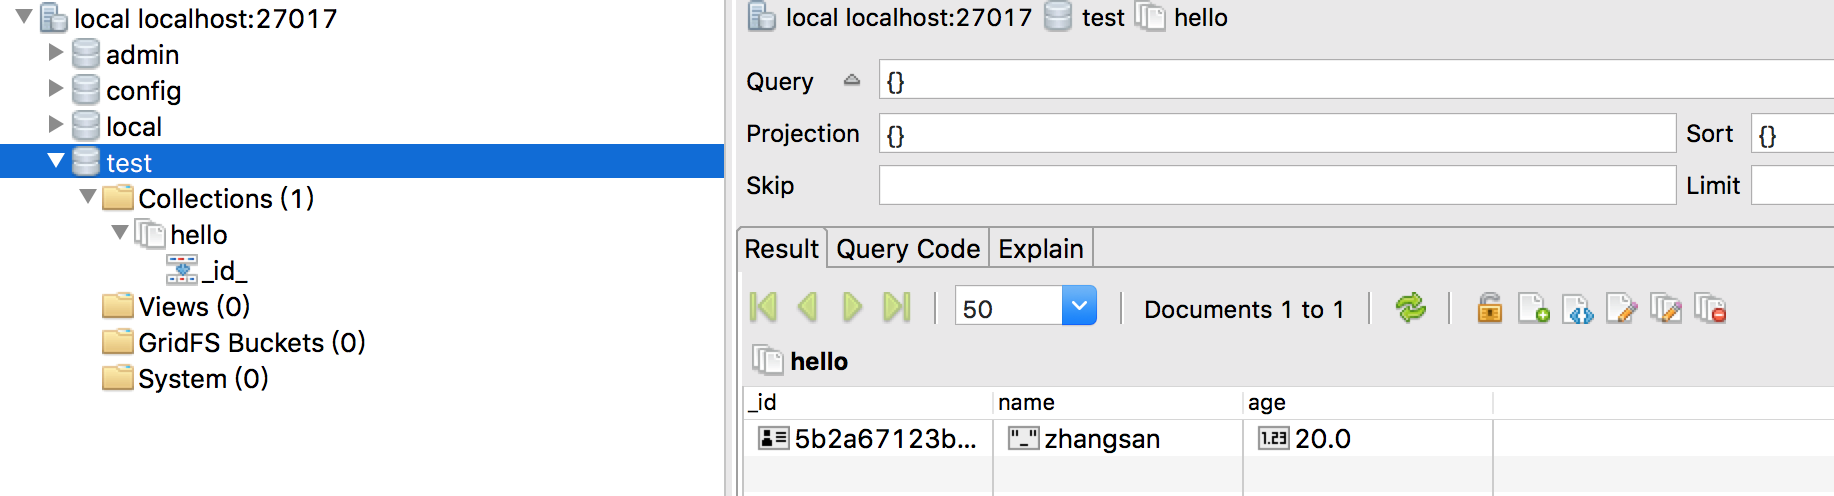 local localhost:27017
admin
config
local
test
Collections (1)
hello
_id_
Views (0)
GridFS Buckets (0)
System (0)
local localhost:27017 test hello
Query {}
Projection {} Sort {}
Skip Limit
Result Query Code Explain
50 Documents 1 to 1
hello
_id name age
5b2a67123b... "_" zhangsan 1.23 20.0